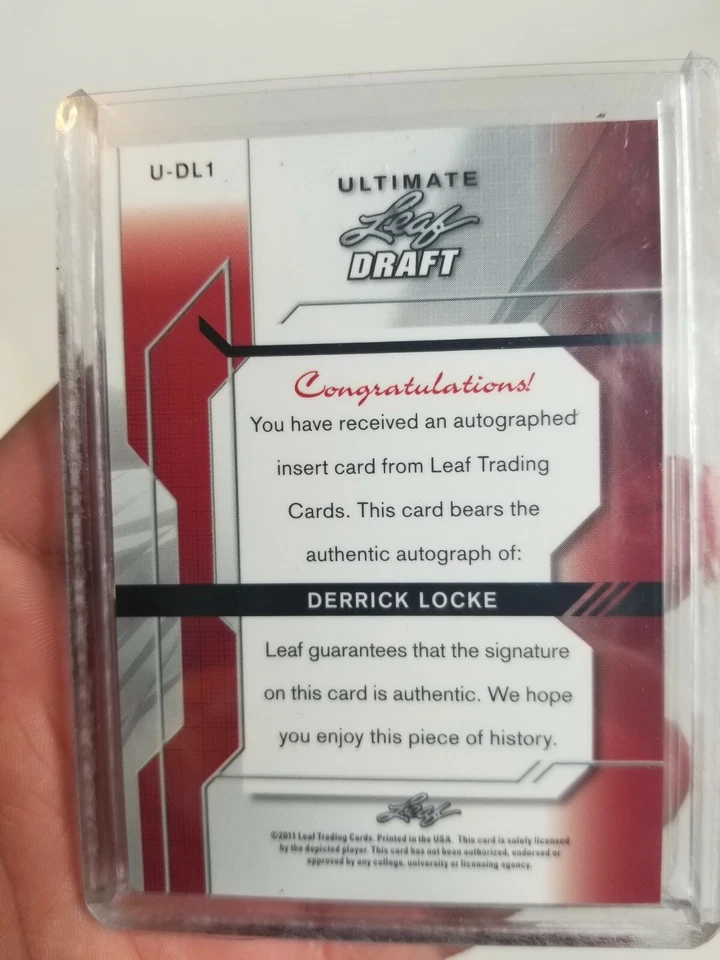 U-DL1
ULTIMATE
Leaf
DRAFT
Congratulations!
You have received an autographed
insert card from Leaf Trading
Cards. This card bears the
authentic autograph of:
DERRICK LOCKE
Leaf guarantees that the signature
on this card is authentic. We hope
you enjoy this piece of history.
Leaf
©2011 Leaf Trading Cards. Printed in the USA. This card is solely licensed
by the depicted player. This card has not been authorized, endorsed or
approved by any college, university or licensing agency.